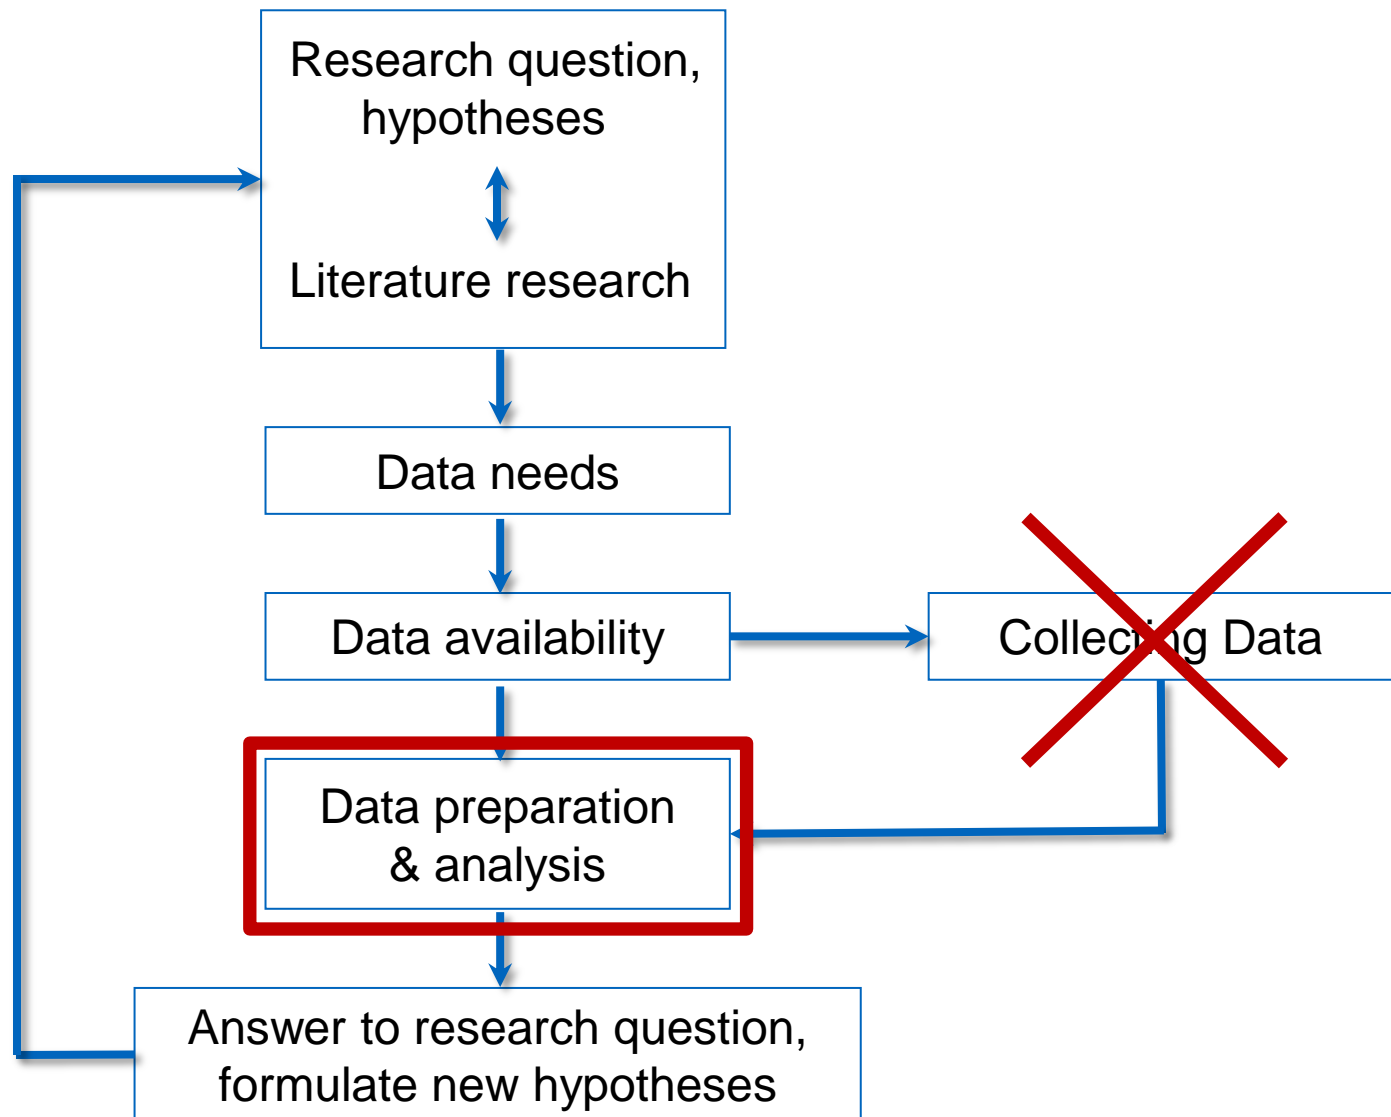 Research question,
hypotheses
Literature research
Data needs
Data availability
Collecting Data
Data preparation
& analysis
Answer to research question,
formulate new hypotheses